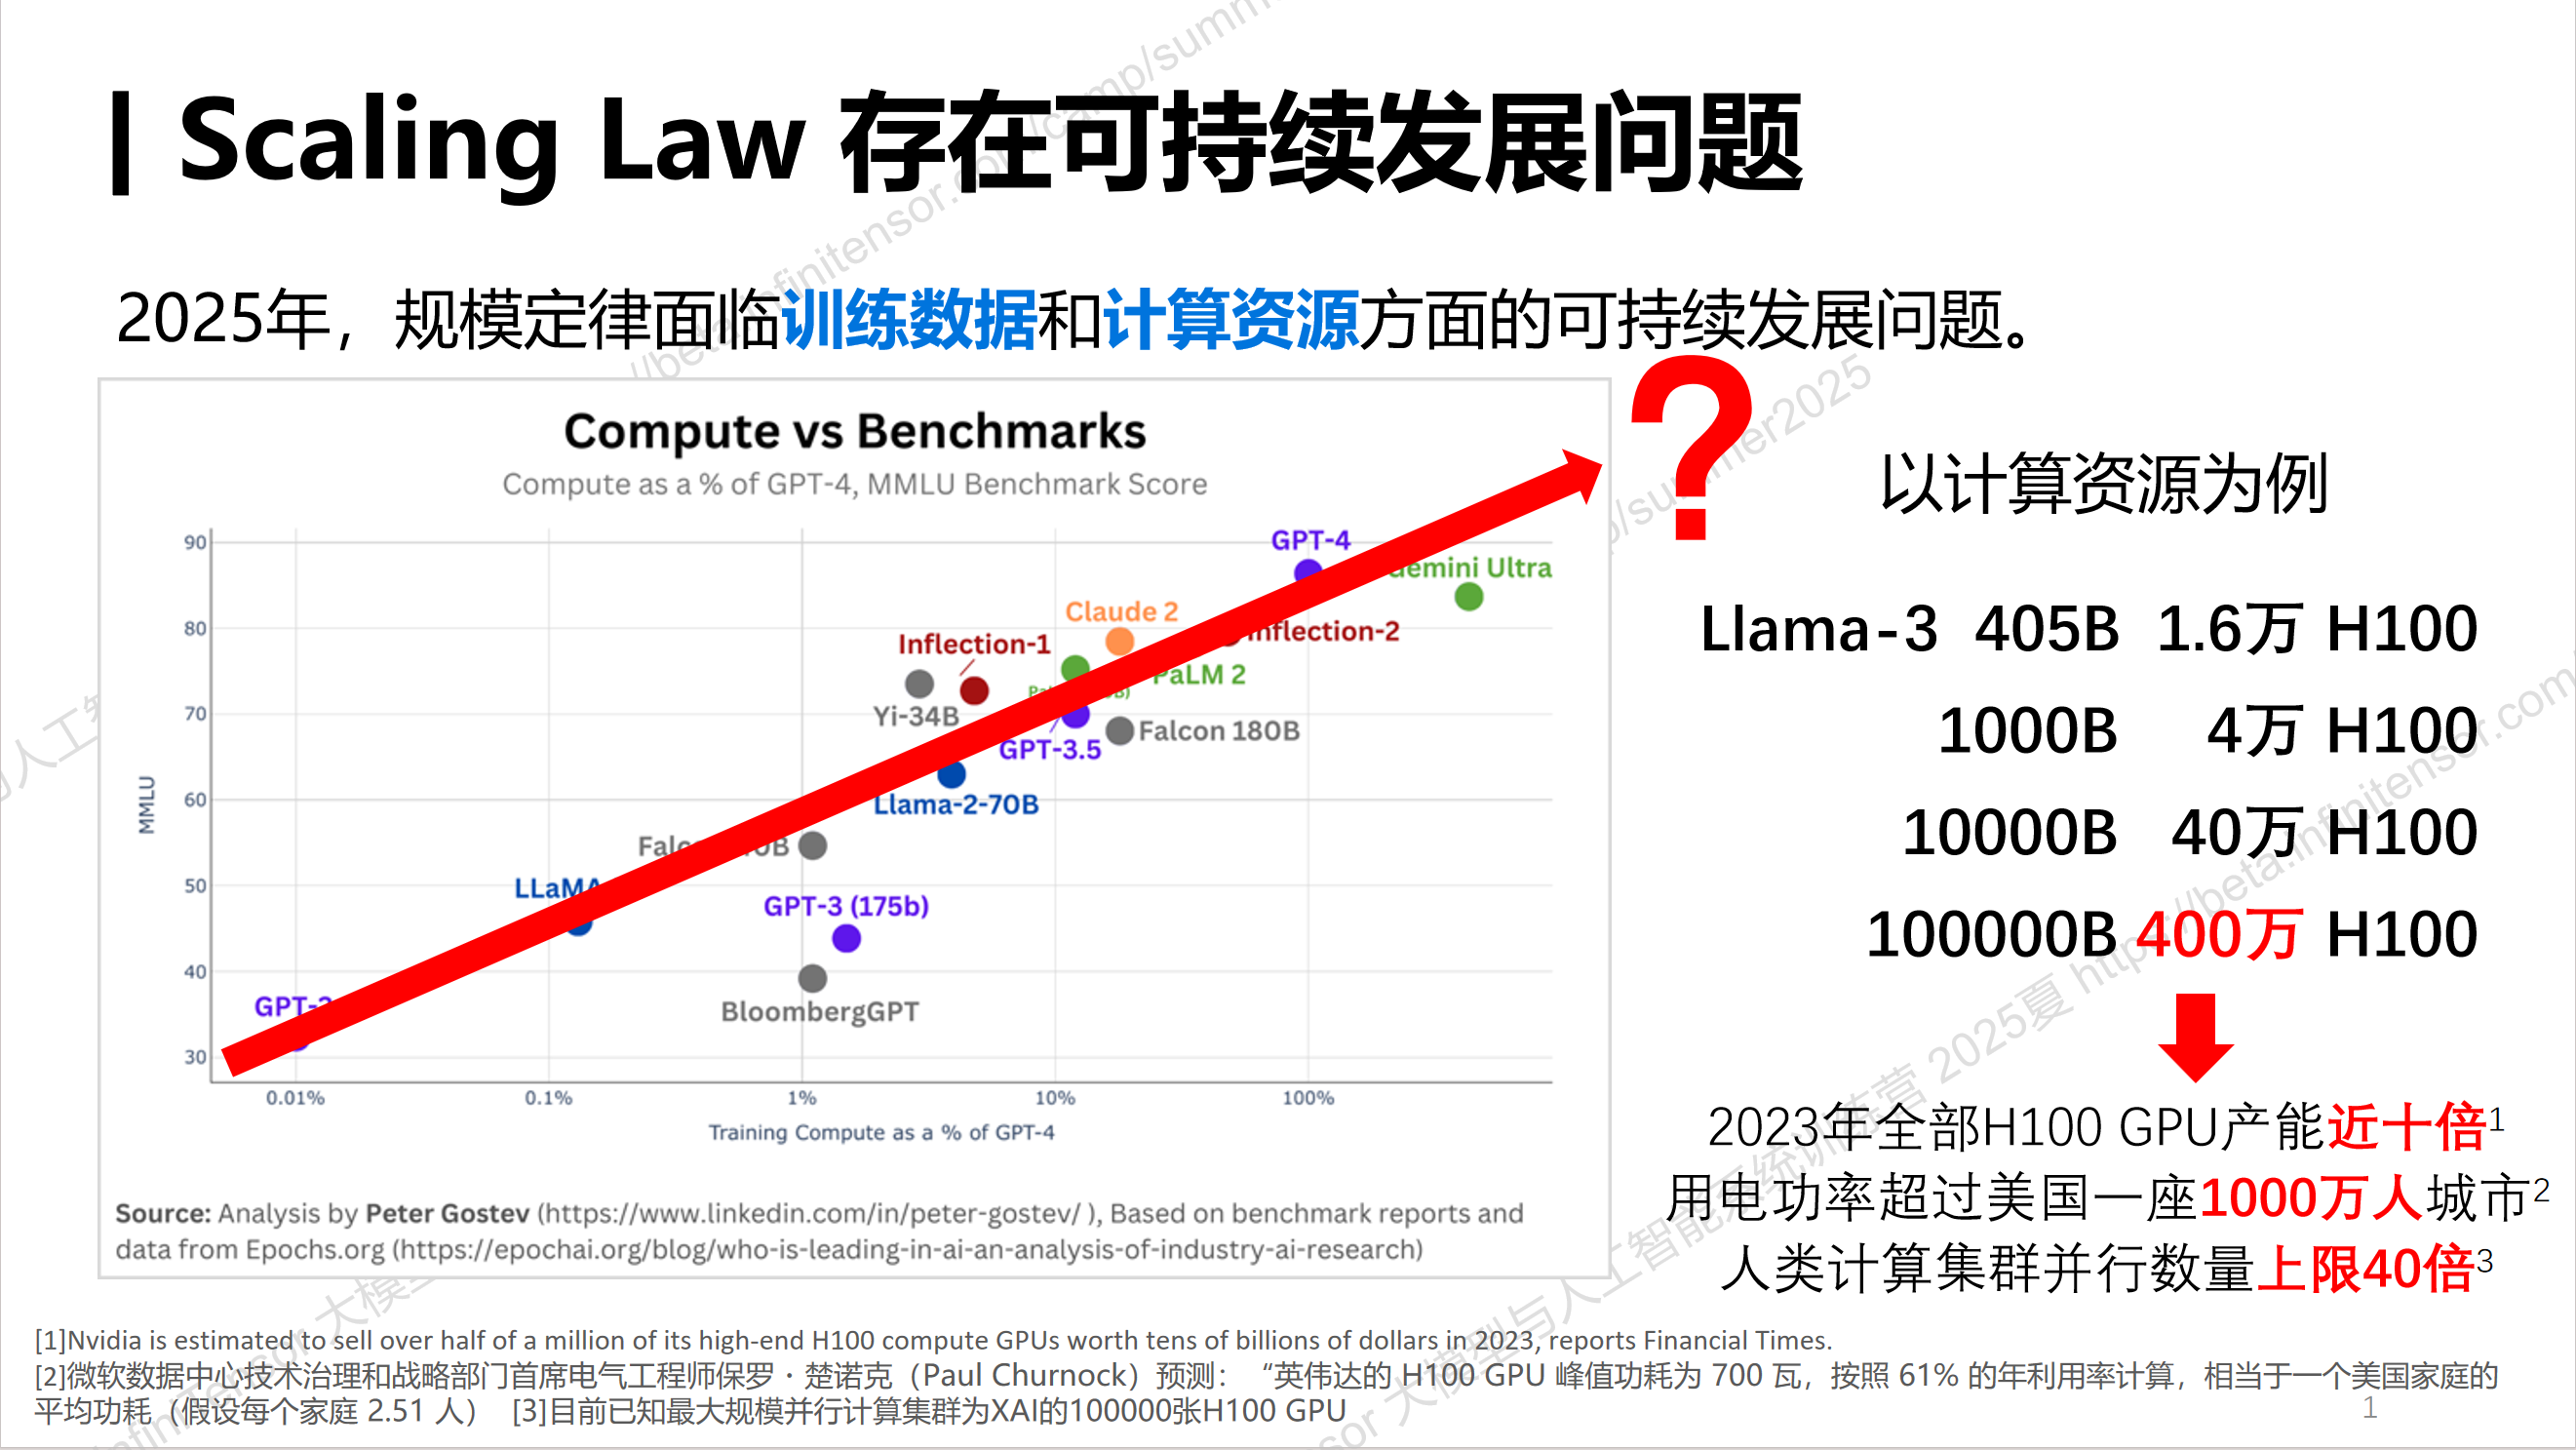 Scaling Law 存在可持续发展问题
2025年，规模定律面临训练数据和计算资源方面的可持续发展问题。
Compute vs Benchmarks
Compute as a % of GPT-4, MMLU Benchmark Score
90
80
70
60
50
40
30
MMLU
GPT-4
Gemini Ultra
Claude 2
Inflection-2
Inflection-1
PaLM 2
Yi-34B
Falcon 180B
GPT-3.5
Llama-2-70B
LLaMA
GPT-3 (175b)
BloombergGPT
0.01%
0.1%
1%
10%
100%
Training Compute as a % of GPT-4
Source: Analysis by Peter Gostev (https://www.linkedin.com/in/peter-gostev/ ), Based on benchmark reports and
data from Epochs.org (https://epochai.org/blog/who-is-leading-in-ai-an-analysis-of-industry-ai-research)
?
以计算资源为例
Llama-3 405B 1.6万 H100
1000B 4万 H100
10000B 40万 H100
100000B 400万 H100
2023年全部H100 GPU产能近十倍1
用电功率超过美国一座1000万人城市2
人类计算集群并行数量上限40倍3
[1]Nvidia is estimated to sell over half of a million of its high-end H100 compute GPUs worth tens of billions of dollars in 2023, reports Financial Times.
[2]微软数据中心技术治理和战略部门首席电气工程师保罗·楚诺克（Paul Churnock）预测：“英伟达的 H100 GPU 峰值功耗为 700 瓦，按照 61% 的年利用率计算，相当于一个美国家庭的
平均功耗（假设每个家庭 2.51 人） [3]目前已知最大规模并行计算集群为XAI的100000张H100 GPU
1